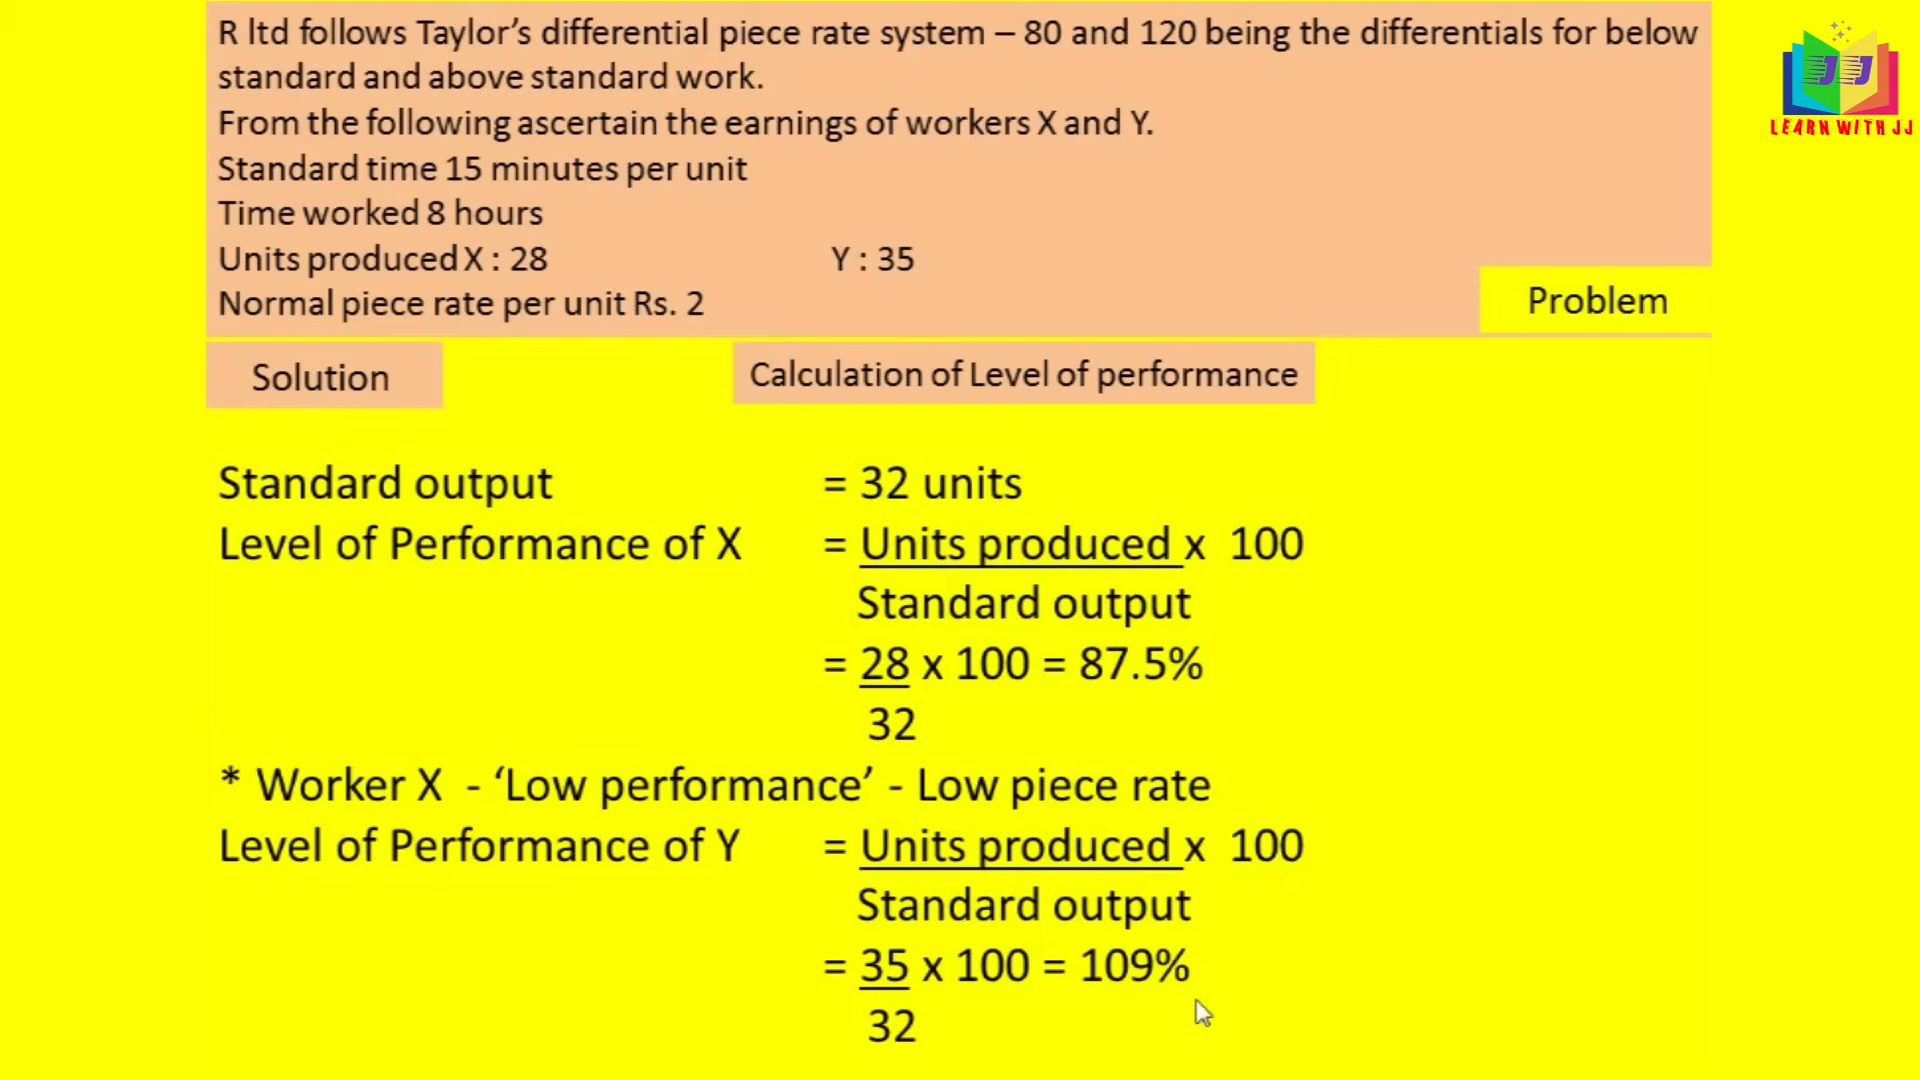 R ltd follows Taylor’s differential piece rate system – 80 and 120 being the differentials for below
standard and above standard work.
From the following ascertain the earnings of workers X and Y.
Standard time 15 minutes per unit
Time worked 8 hours
Units produced X : 28 Y : 35
Normal piece rate per unit Rs. 2
Problem
JJ
LEARN WITH JJ
Solution
Calculation of Level of performance
Standard output = 32 units
Level of Performance of X = Units produced x 100
Standard output
= 28 x 100 = 87.5%
32
* Worker X - ‘Low performance’ - Low piece rate
Level of Performance of Y = Units produced x 100
Standard output
= 35 x 100 = 109%
32